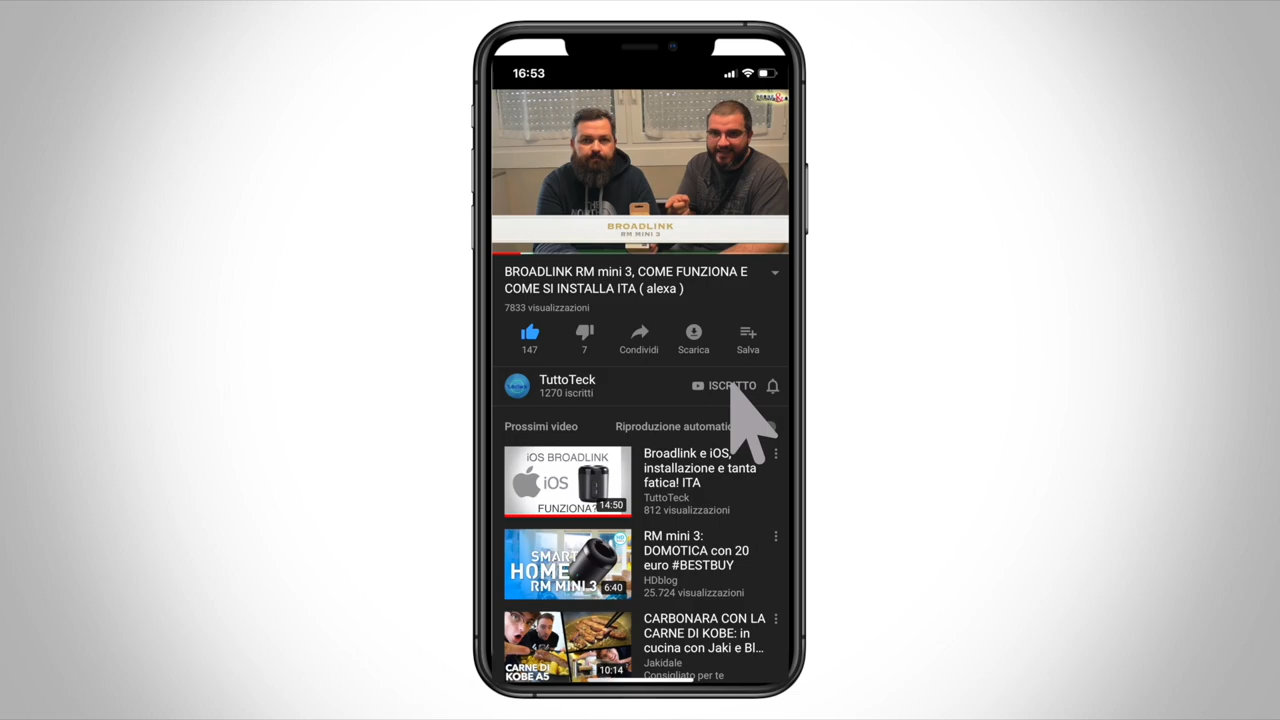 16:53
BROADLINK
RM MINI 3
BROADLINK RM mini 3, COME FUNZIONA E
COME SI INSTALLA ITA ( alexa )
7833 visualizzazioni
147
7
Condividi
Scarica
Salva
TuttoTeck
ISCRITTO
1270 iscritti
Prossimi video
Riproduzione
iOS BROADLINK
iOS
FUNZIONA?
14:50
Broadlink e iOS,
installazione e tanta
fatica! ITA
TuttoTeck
812 visualizzazioni
SMART
HOME
RM MINI 3
HD
6:40
RM mini 3:
DOMOTICA con 20
euro #BESTBUY
HDblog
25.724 visualizzazioni
CARNE DI
KOBE A5
10:14
CARBONARA CON LA
CARNE DI KOBE: in
cucina con Jaki e Bl...
Jakidale
Consigliato per te